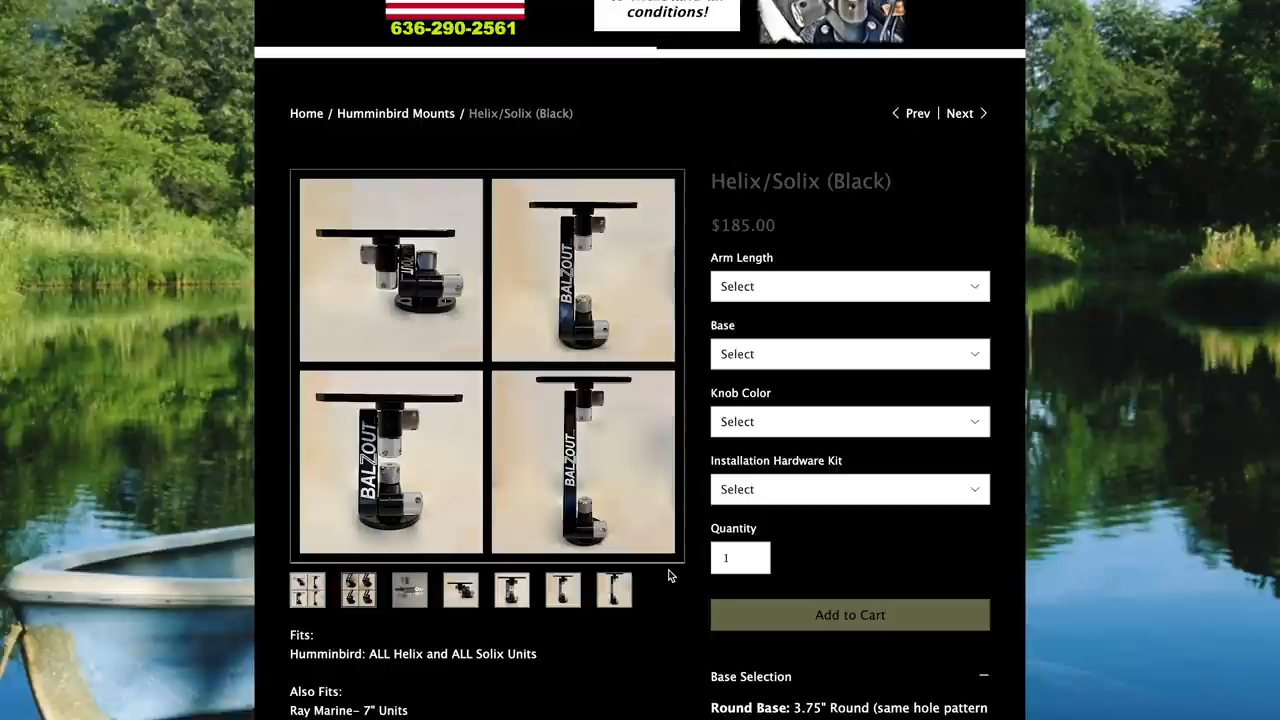 conditions!
636-290-2561
Home / Humminbird Mounts / Helix/Solix (Black)
< Prev | Next >
Helix/Solix (Black)
$185.00
Arm Length
Select
Base
Select
Knob Color
Select
Installation Hardware Kit
Select
Quantity
1
Add to Cart
BALZOUT
BALZOUT
BALZOUT
Fits:
Humminbird: ALL Helix and ALL Solix Units
Also Fits:
Ray Marine- 7" Units
Base Selection
Round Base: 3.75" Round (same hole pattern